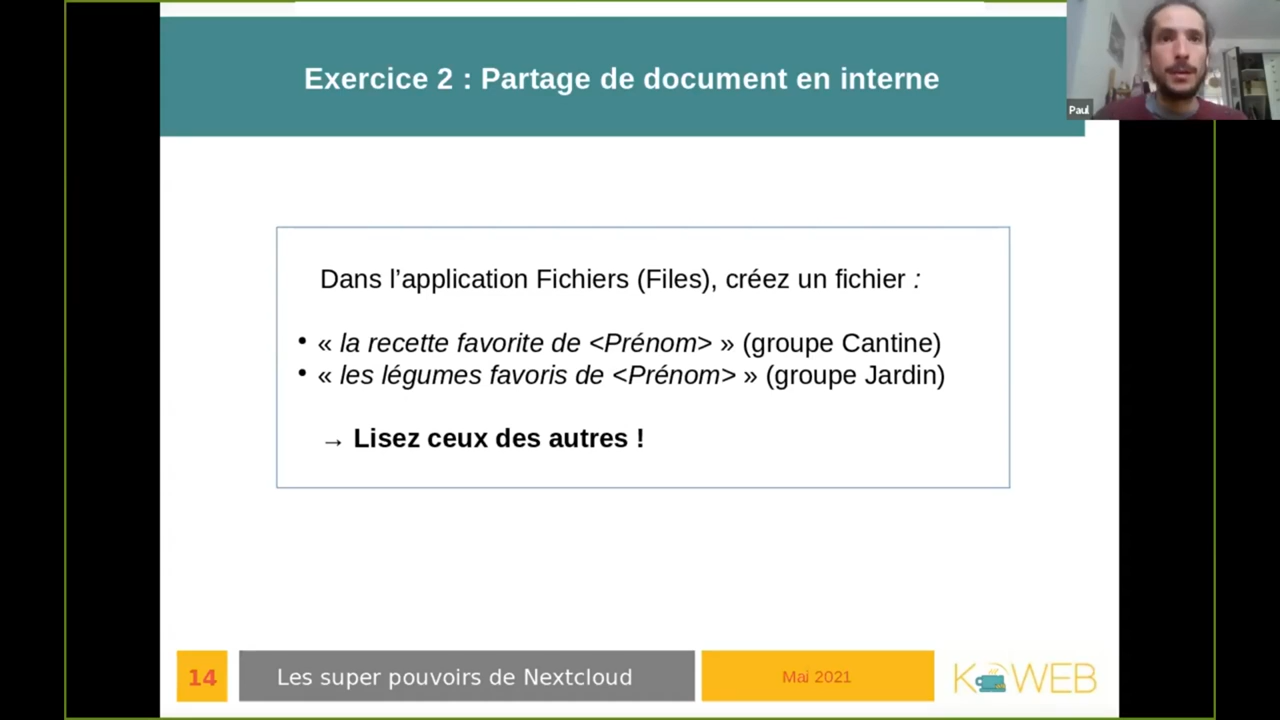 Exercice 2 : Partage de document en interne
Paul
Dans l’application Fichiers (Files), créez un fichier :
• « la recette favorite de <Prénom> » (groupe Cantine)
• « les légumes favoris de <Prénom> » (groupe Jardin)
→ Lisez ceux des autres !
14
Les super pouvoirs de Nextcloud
Mai 2021
K WEB